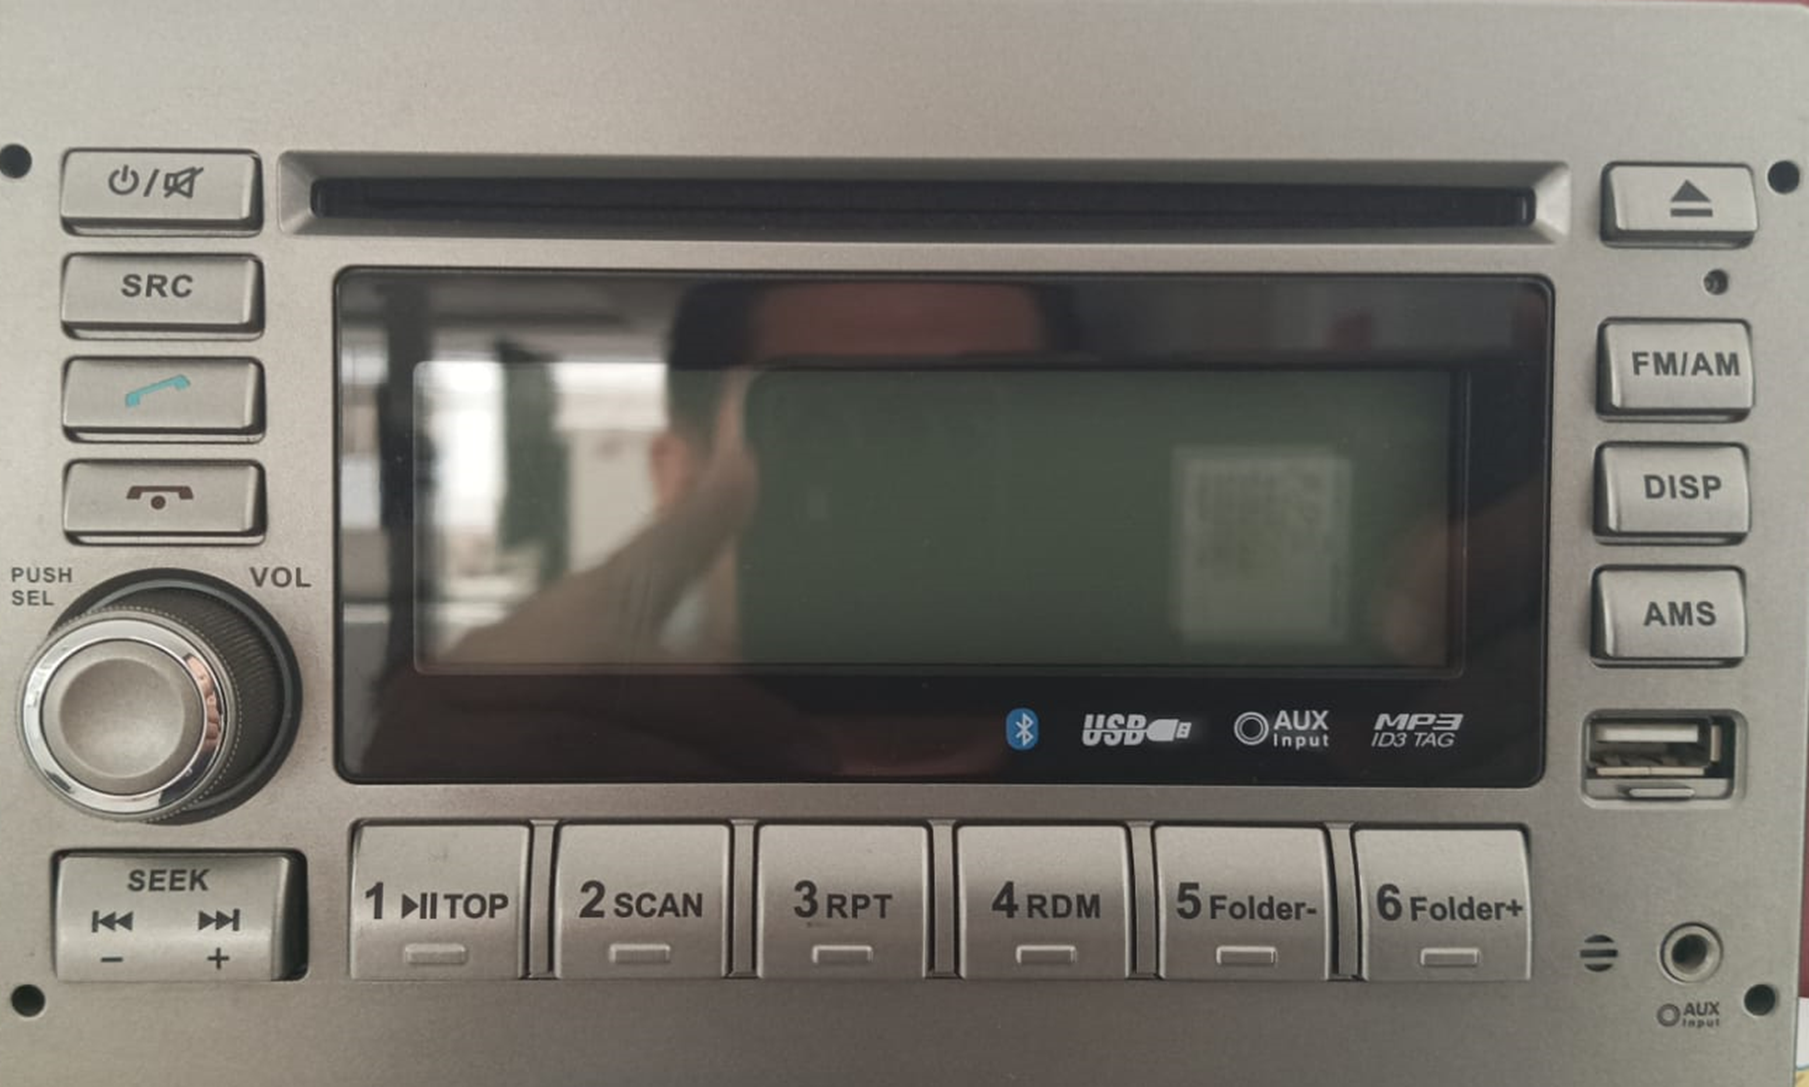 SRC
PUSH
SEL
VOL
SEEK
− +
FM/AM
DISP
AMS
USB
AUX
Input
MP3
ID3 TAG
1 TOP
2 SCAN
3 RPT
4 RDM
5 Folder-
6 Folder+
AUX
Input